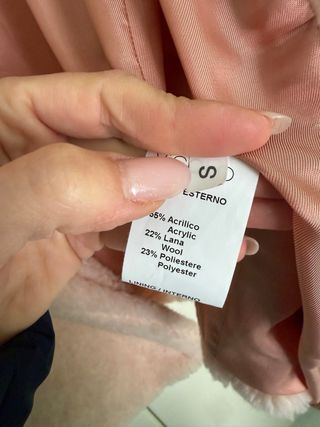 S
ESTERNO
55% Acrilico
Acrylic
22% Lana
Wool
23% Poliestere
Polyester
LINING / INTERNO